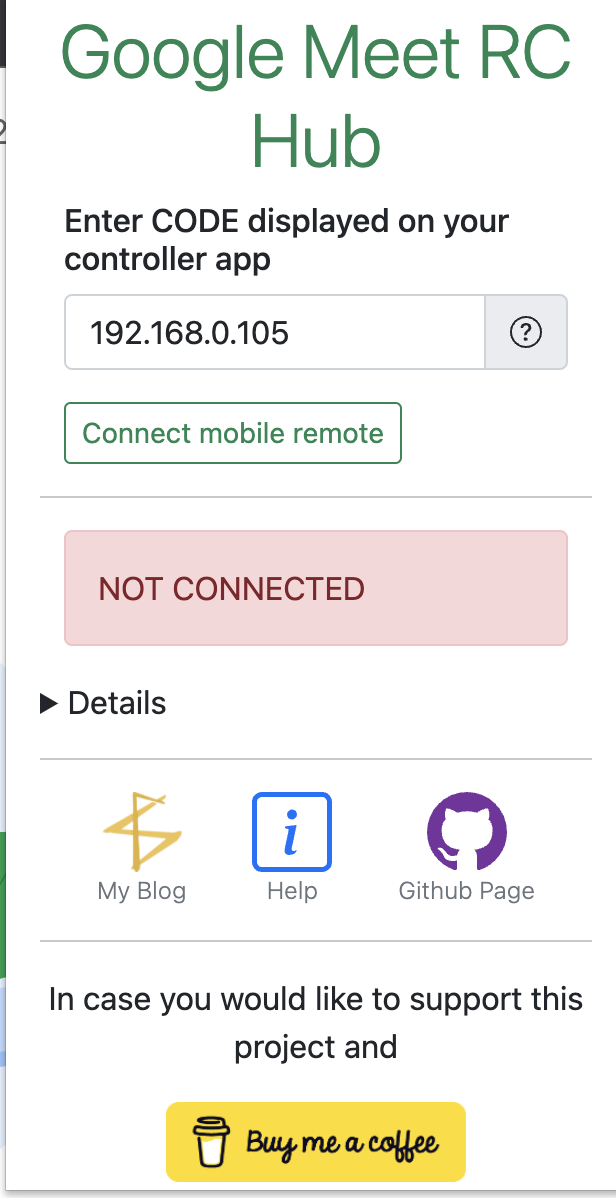 Google Meet RC
Hub
Enter CODE displayed on your
controller app
192.168.0.105
?
Connect mobile remote
NOT CONNECTED
Details
i
My Blog
Help
Github Page
In case you would like to support this
project and
Buy me a coffee